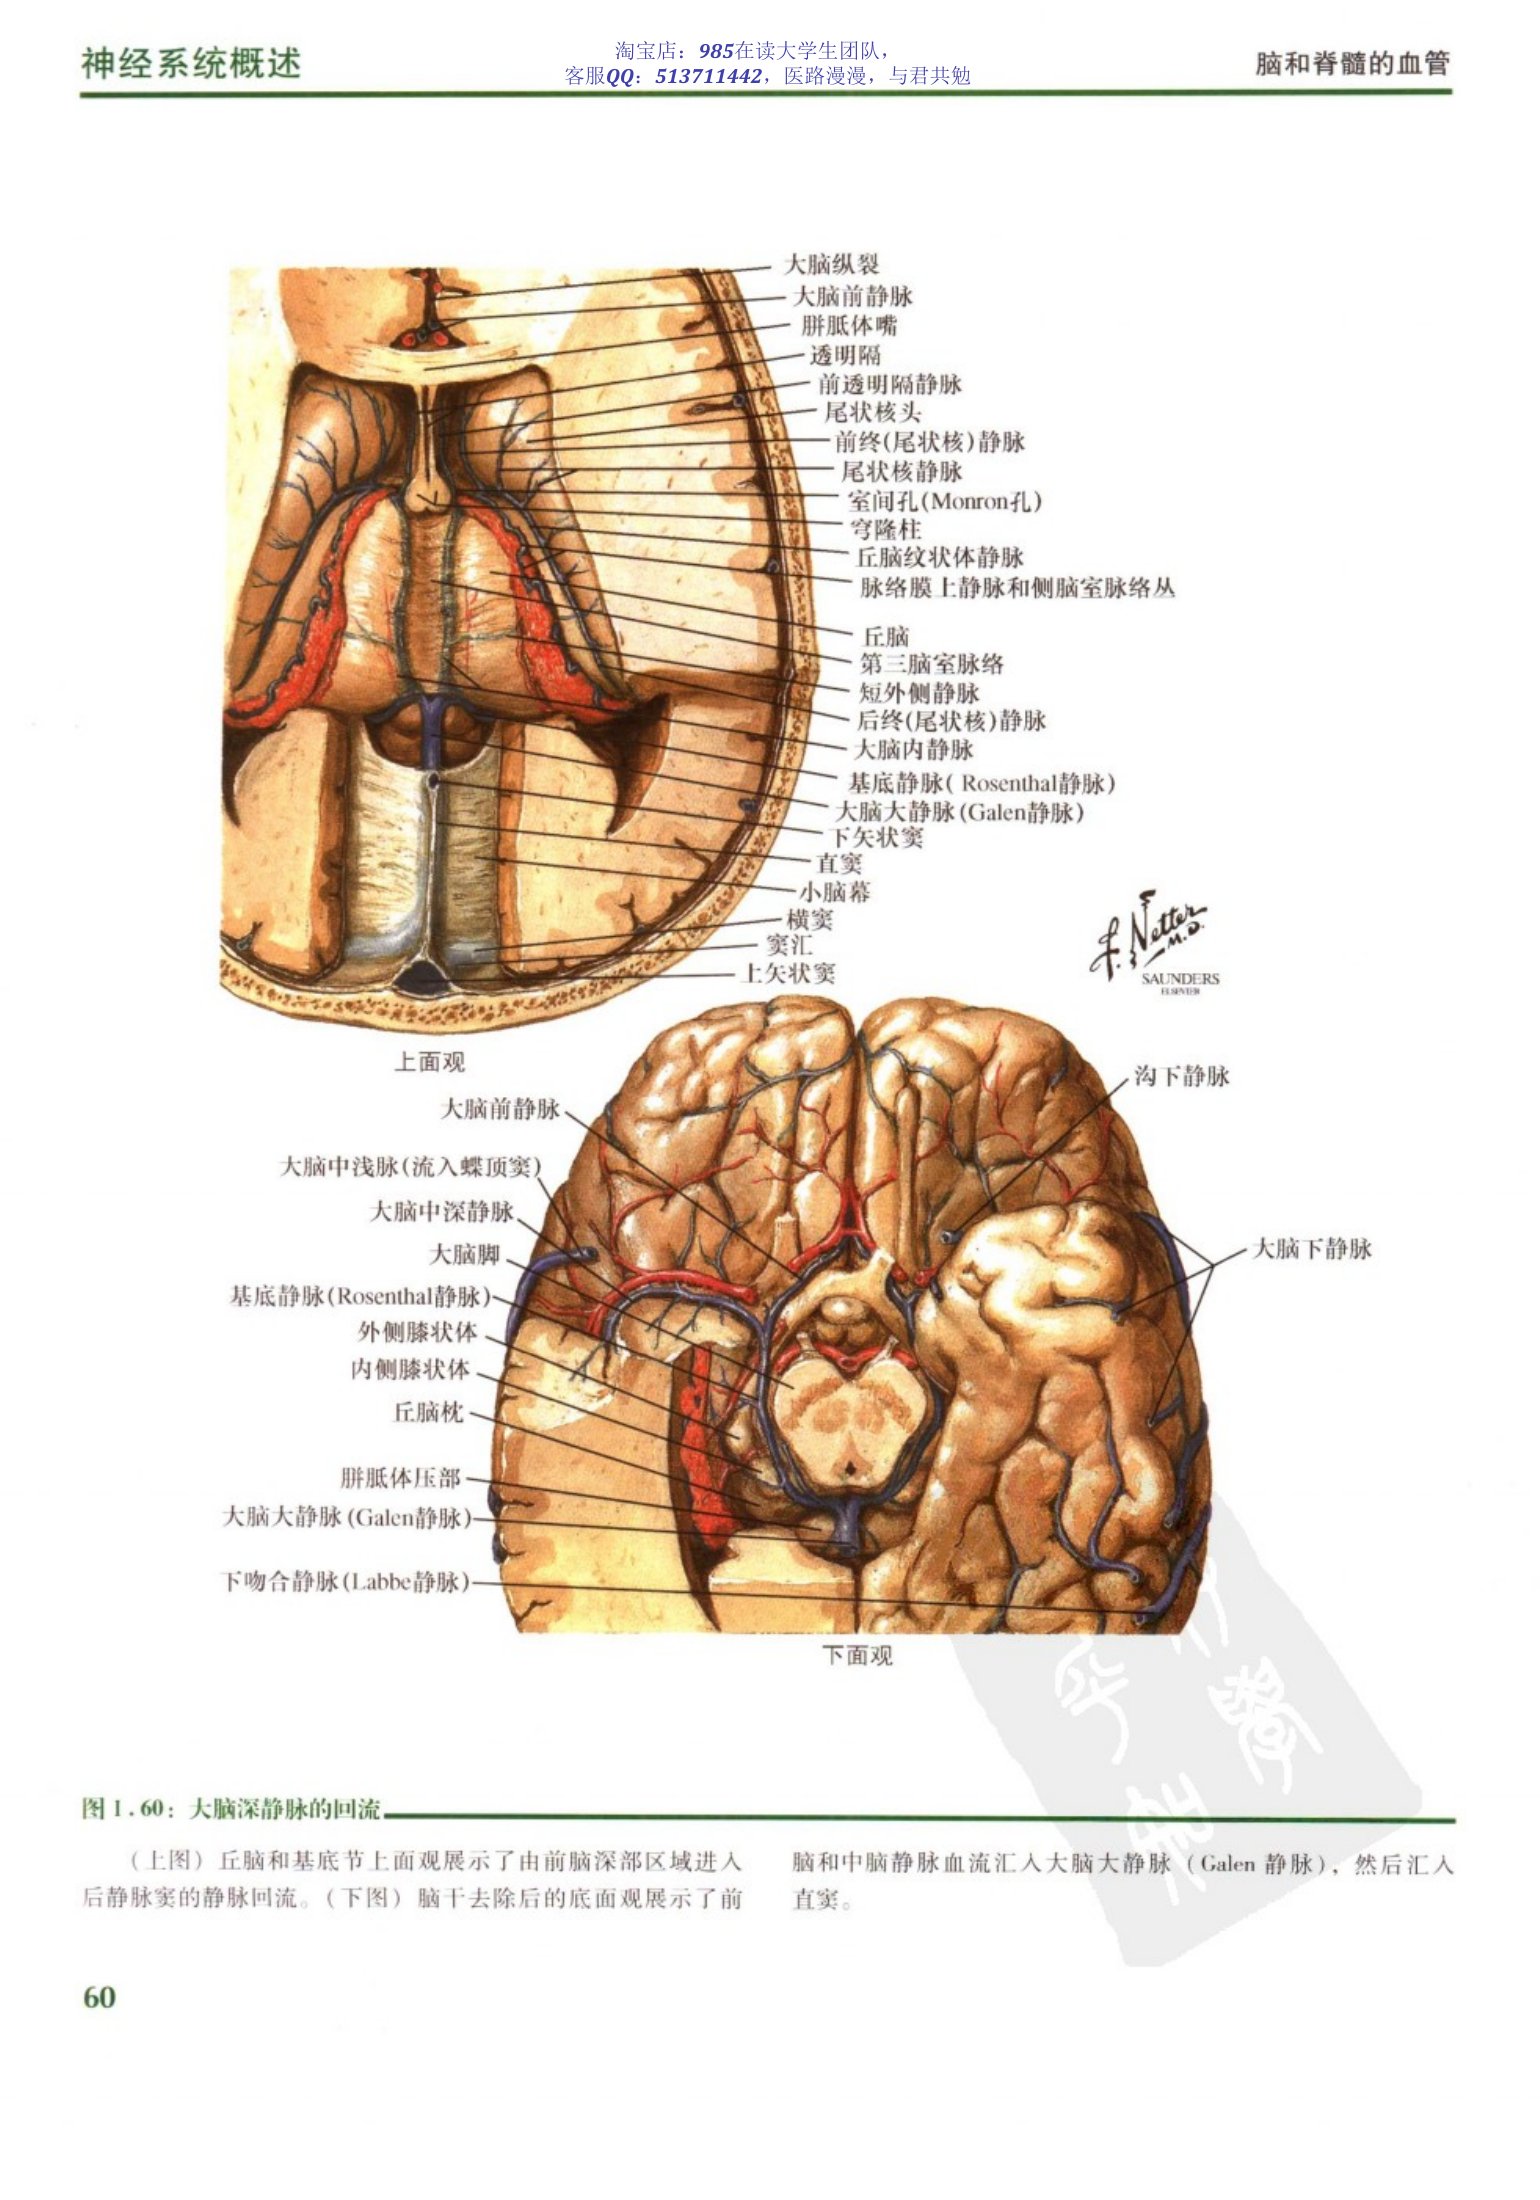 神经系统概述
淘宝店：985在读大学生团队，
客服QQ：513711442，医路漫漫，与君共勉
脑和脊髓的血管
大脑纵裂
大脑前静脉
胼胝体嘴
透明隔
前透明隔静脉
尾状核头
前终(尾状核)静脉
尾状核静脉
室间孔(Monron孔)
穹隆柱
丘脑纹状体静脉
脉络膜上静脉和侧脑室脉络丛
丘脑
第三脑室脉络
短外侧静脉
后终(尾状核)静脉
大脑内静脉
基底静脉( Rosenthal静脉)
大脑大静脉(Galen静脉)
下矢状窦
直窦
小脑幕
横窦
窦汇
上矢状窦
F. Netter
M.D.
SAUNDERS
ELSEVIER
上面观
沟下静脉
大脑前静脉
大脑中浅脉(流入蝶顶窦)
大脑中深静脉
大脑脚
大脑下静脉
基底静脉(Rosenthal静脉)
外侧膝状体
内侧膝状体
丘脑枕
胼胝体压部
大脑大静脉(Galen静脉)
下吻合静脉(Labbe静脉)
下面观
图 I.60：大脑深静脉的回流
（上图）丘脑和基底节上面观展示了由前脑深部区域进入
后静脉窦的静脉回流。（下图）脑干去除后的底面观展示了前
脑和中脑静脉血流汇入大脑大静脉（Galen 静脉），然后汇入
直窦。
60